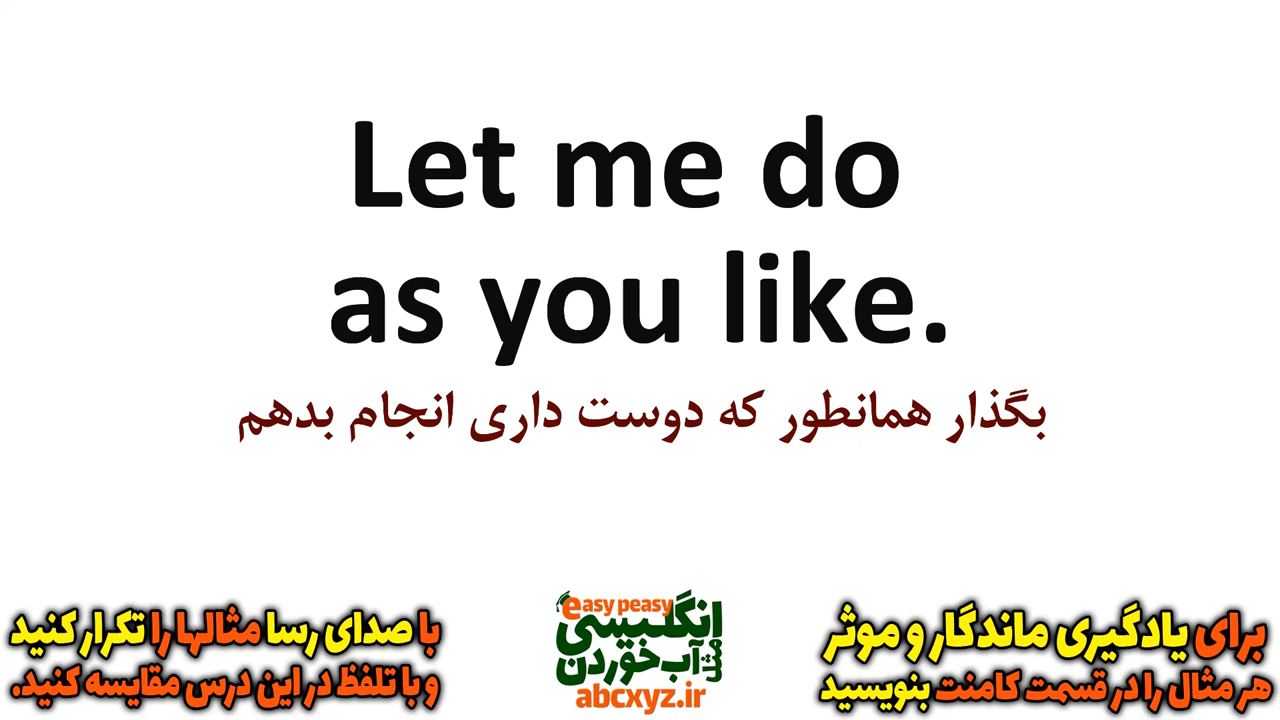 Let me do
as you like.
بگذار همانطور که دوست داری انجام بدهم
برای یادگیری ماندگار و موثر
هر مثال را در قسمت کامنت بنویسید
easy peasy
انگلیسی
مثل آب خوردن
abcxyz.ir
با صدای رسا مثالها را تکرار کنید
و با تلفظ در این درس مقایسه کنید.